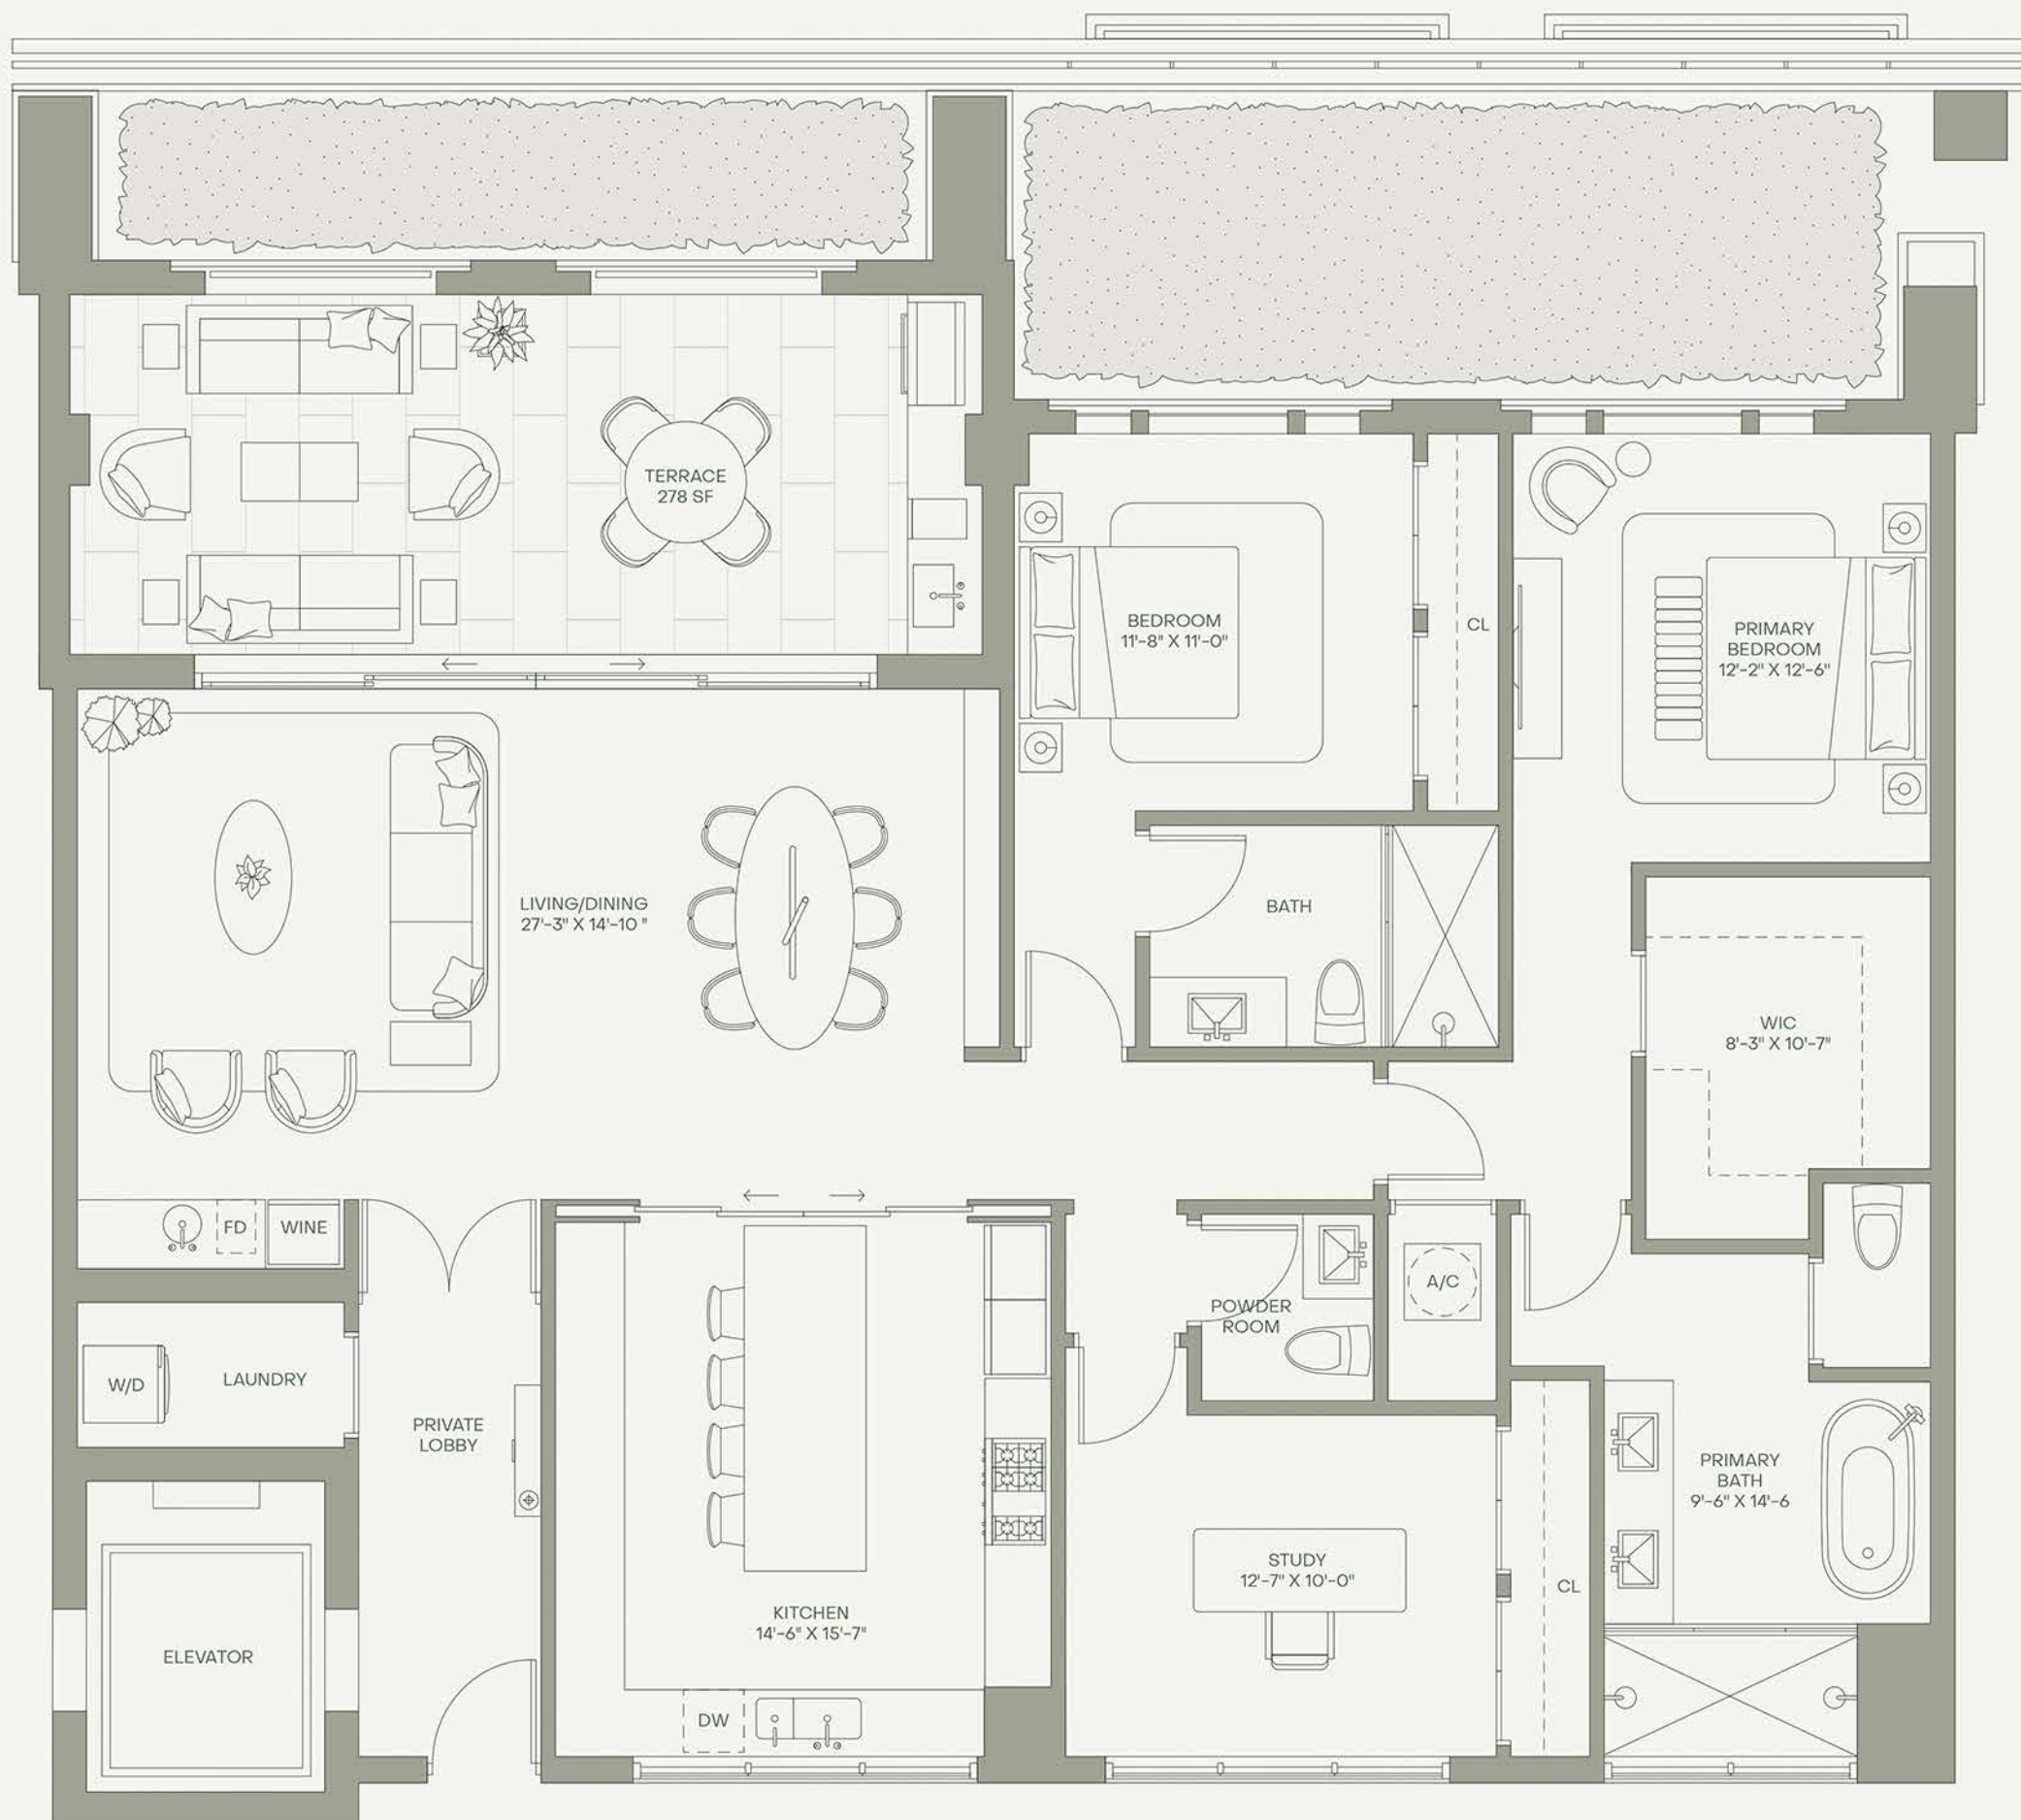 TERRACE
278 SF
BEDROOM
11'-8" X 11'-0"
CL
PRIMARY
BEDROOM
12'-2" X 12'-6"
LIVING/DINING
27'-3" X 14'-10 "
BATH
WIC
8'-3" X 10'-7"
FD
WINE
A/C
POWDER
ROOM
W/D
LAUNDRY
PRIVATE
LOBBY
PRIMARY
BATH
9'-6" X 14'-6
STUDY
12'-7" X 10'-0"
CL
KITCHEN
14'-6" X 15'-7"
ELEVATOR
DW